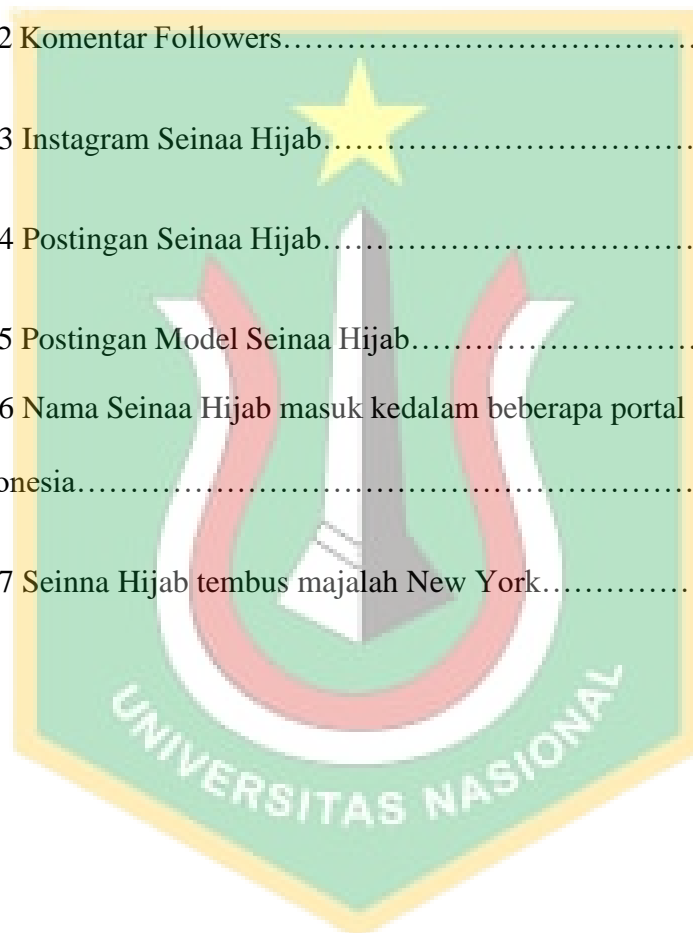 2 Komentar Followers……………………………………
3 Instagram Seinaa Hijab…………………………………
4 Postingan Seinaa Hijab…………………………………
5 Postingan Model Seinaa Hijab…………………………
6 Nama Seinaa Hijab masuk kedalam beberapa portal
onesia……………………………………………………
7 Seinna Hijab tembus majalah New York……………
UNIVERSITAS NASIONAL